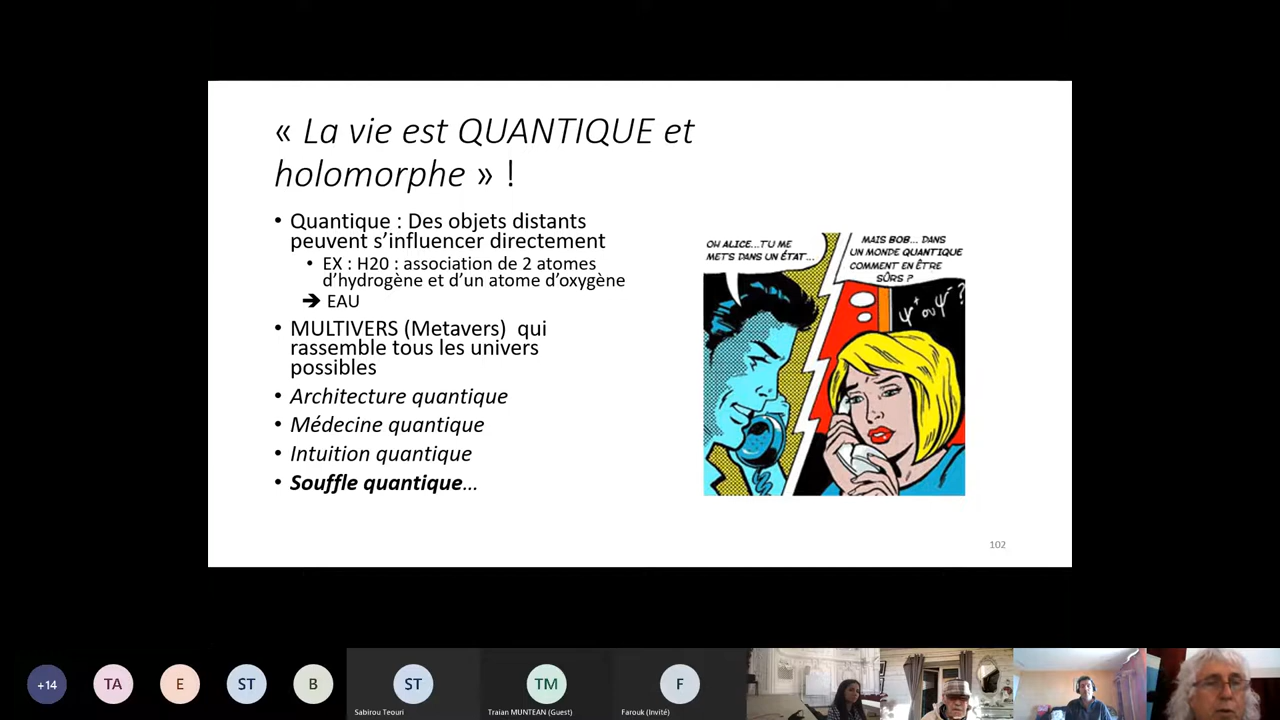 « La vie est QUANTIQUE et
holomorphe » !
• Quantique : Des objets distants
peuvent s’influencer directement
• EX : H20 : association de 2 atomes
d’hydrogène et d’un atome d’oxygène
➔ EAU
• MULTIVERS (Metavers) qui
rassemble tous les univers
possibles
• Architecture quantique
• Médecine quantique
• Intuition quantique
• Souffle quantique…
OH ALICE...TU ME
METS DANS UN ÉTAT...
MAIS BOB... DANS
UN MONDE QUANTIQUE
COMMENT EN ÊTRE
SÛRS ?
ψ+ ou ψ- ?
102
+14
TA
E
ST
B
ST
TM
F
Sabirou Teouri
Traian MUNTEAN (Guest)
Farouk (Invité)